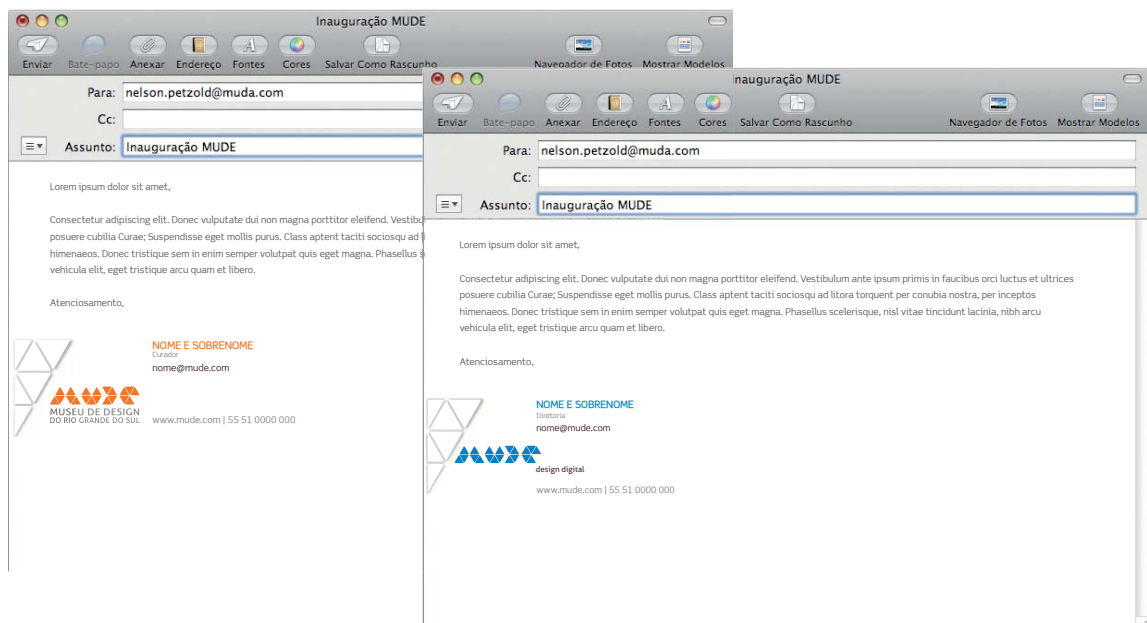 Inauguração MUDE
Enviar Bate-papo Anexar Endereço Fontes Cores Salvar Como Rascunho Navegador de Fotos Mostrar Modelos
Para: nelson.petzold@muda.com
Cc:
Assunto: Inauguração MUDE
Lorem ipsum dolor sit amet,
Consectetur adipiscing elit. Donec vulputate dui non magna porttitor eleifend.
posuere cubilia Curae; Suspendisse eget mollis purus. Class aptent taciti sociosqu ad
himenaeos. Donec tristique sem in enim semper volutpat quis eget magna. Phasellus
vehicula elit, eget tristique arcu quam et libero.
Atenciosamento,
NOME E SOBRENOME
Curador
nome@mude.com
MUDE
MUSEU DE DESIGN
DO RIO GRANDE DO SUL
www.mude.com | 55 51 0000 000
nauguração MUDE
Enviar Bate-papo Anexar Endereço Fontes Cores Salvar Como Rascunho Navegador de Fotos Mostrar Modelos
Para: nelson.petzold@muda.com
Cc:
Assunto: Inauguração MUDE
Lorem ipsum dolor sit amet,
Consectetur adipiscing elit. Donec vulputate dui non magna porttitor eleifend. Vestibulum ante ipsum primis in faucibus orci luctus et ultrices
posuere cubilia Curae; Suspendisse eget mollis purus. Class aptent taciti sociosqu ad litora torquent per conubia nostra, per inceptos
himenaeos. Donec tristique sem in enim semper volutpat quis eget magna. Phasellus scelerisque, nisl vitae tincidunt lacinia, nibh arcu
vehicula elit, eget tristique arcu quam et libero.
Atenciosamento,
NOME E SOBRENOME
Diretoria
nome@mude.com
MUDE
design digital
www.mude.com | 55 51 0000 000